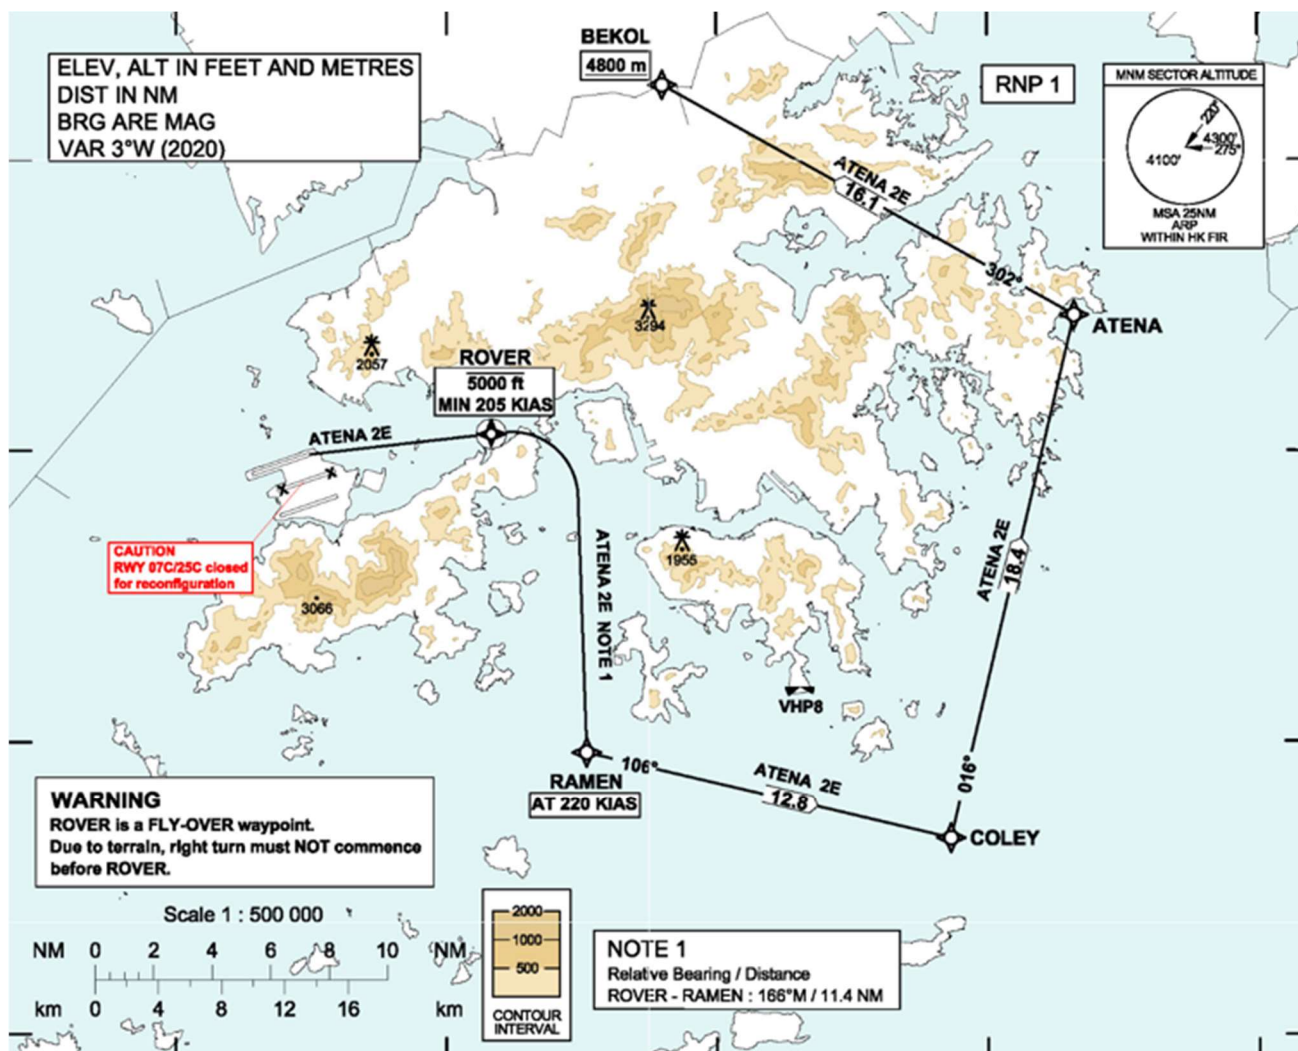 ELEV, ALT IN FEET AND METRES
DIST IN NM
BRG ARE MAG
VAR 3°W (2020)
BEKOL
4800 m
RNP 1
MNM SECTOR ALTITUDE
220°
4300'
275°
4100'
MSA 25NM
ARP
WITHIN HK FIR
ATENA 2E
16.1
302°
ATENA
3294
2057
ROVER
5000 ft
MIN 205 KIAS
ATENA 2E
CAUTION
RWY 07C/25C closed
for reconfiguration
3066
1955
ATENA 2E NOTE 1
ATENA 2E
18.4
VHP8
016°
RAMEN
AT 220 KIAS
106°
ATENA 2E
12.8
COLEY
WARNING
ROVER is a FLY-OVER waypoint.
Due to terrain, right turn must NOT commence
before ROVER.
Scale 1 : 500 000
NM 0 2 4 6 8 10 NM
km 0 4 8 12 16 km
2000
1000
500
CONTOUR
INTERVAL
NOTE 1
Relative Bearing / Distance
ROVER - RAMEN : 166°M / 11.4 NM